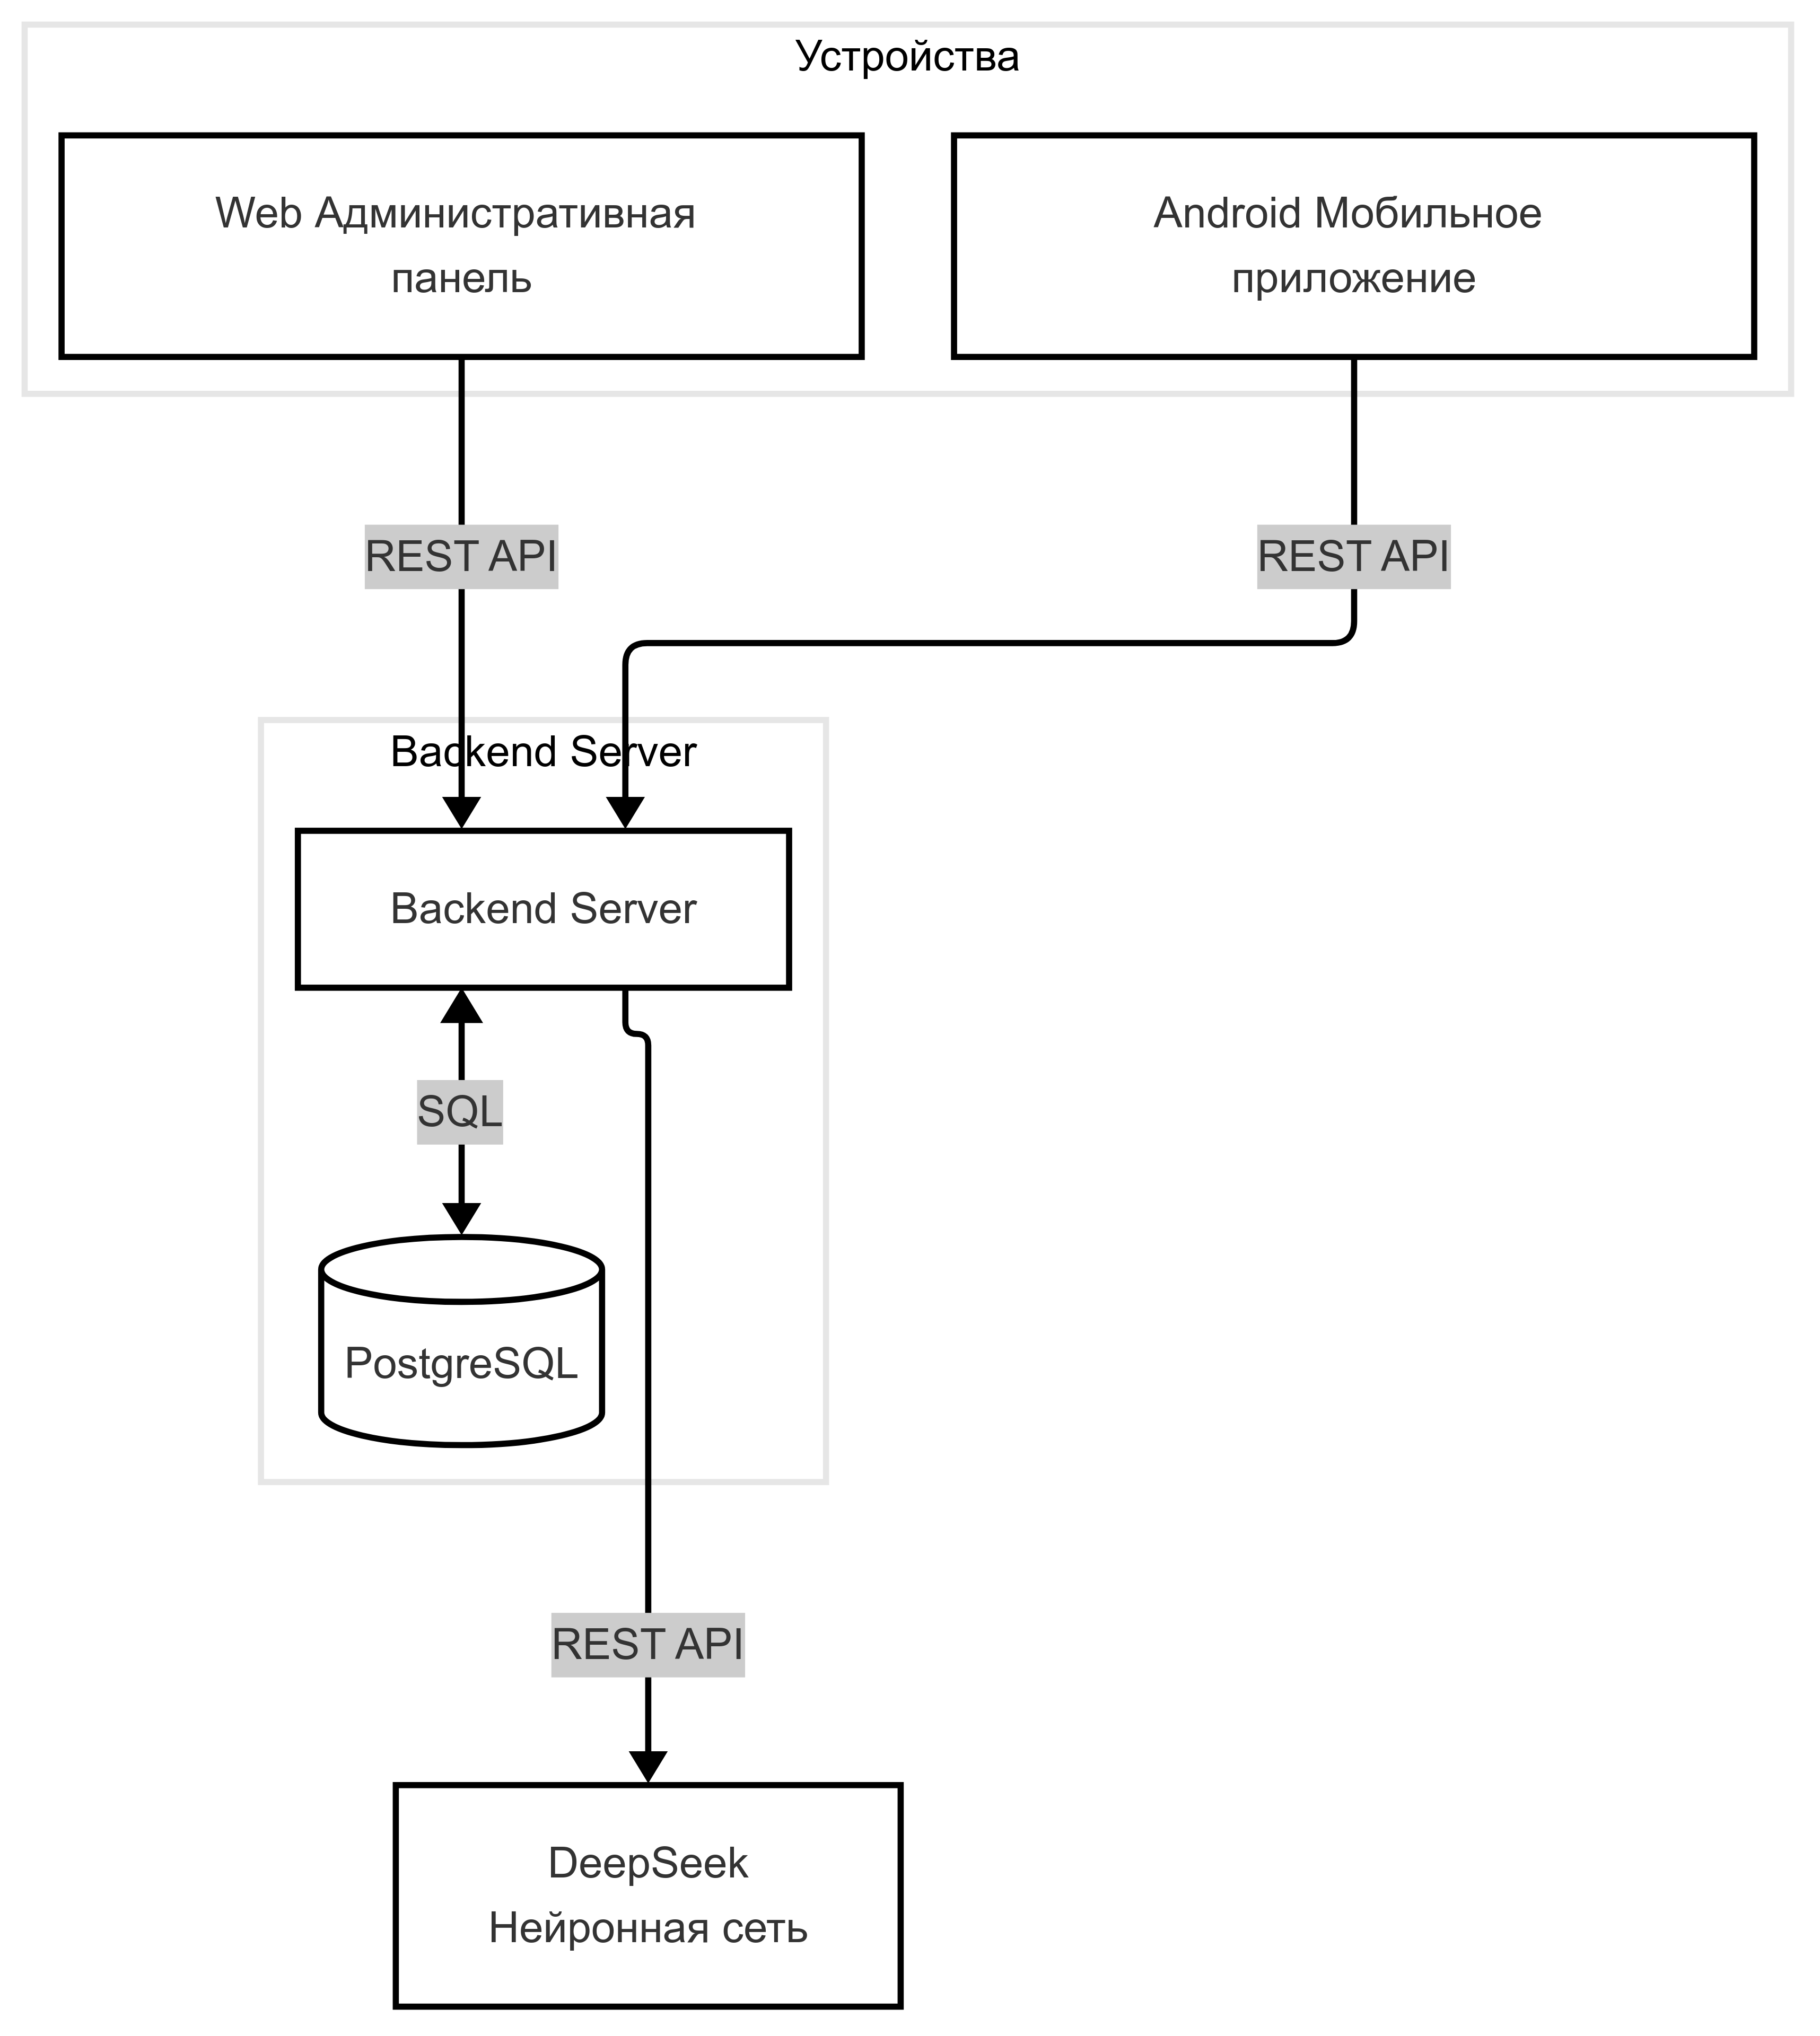 Устройства
Web Административная
панель
Android Мобильное
приложение
REST API
REST API
Backend Server
Backend Server
SQL
PostgreSQL
REST API
DeepSeek
Нейронная сеть